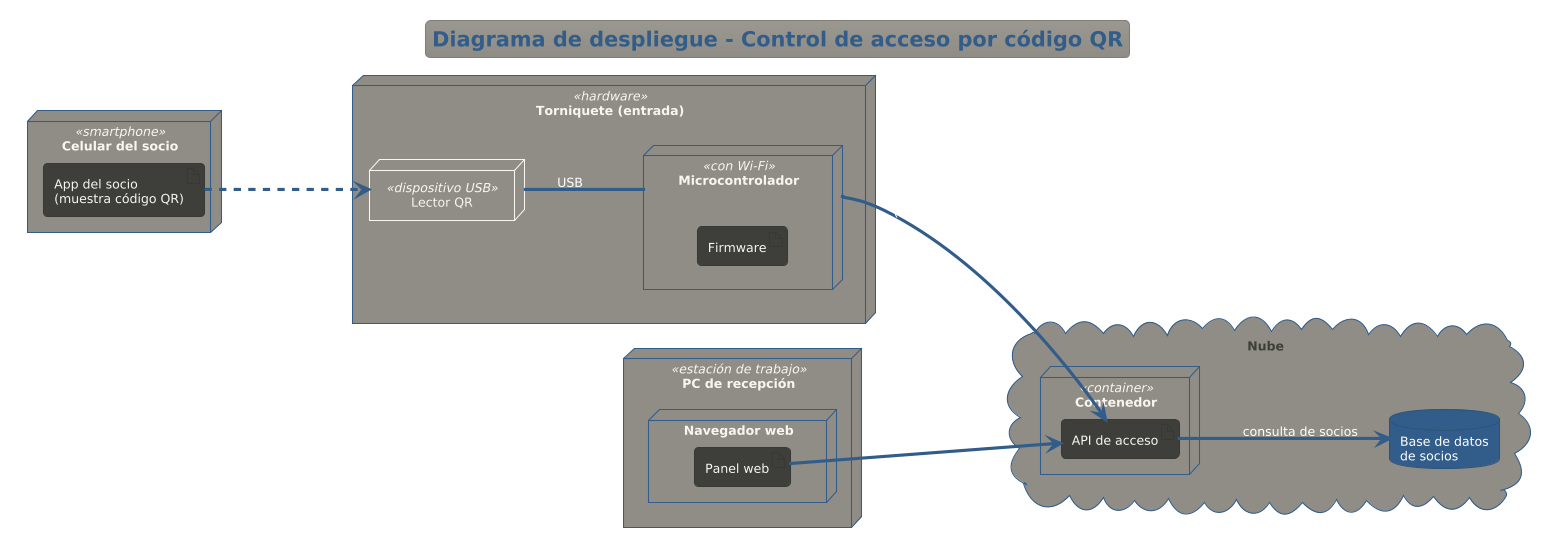 Diagrama de despliegue - Control de acceso por código QR
«smartphone»
Celular del socio
App del socio
(muestra código QR)
«hardware»
Torniquete (entrada)
«dispositivo USB»
Lector QR
USB
«con Wi-Fi»
Microcontrolador
Firmware
«estación de trabajo»
PC de recepción
Navegador web
Panel web
Nube
«container»
Contenedor
API de acceso
consulta de socios
Base de datos
de socios